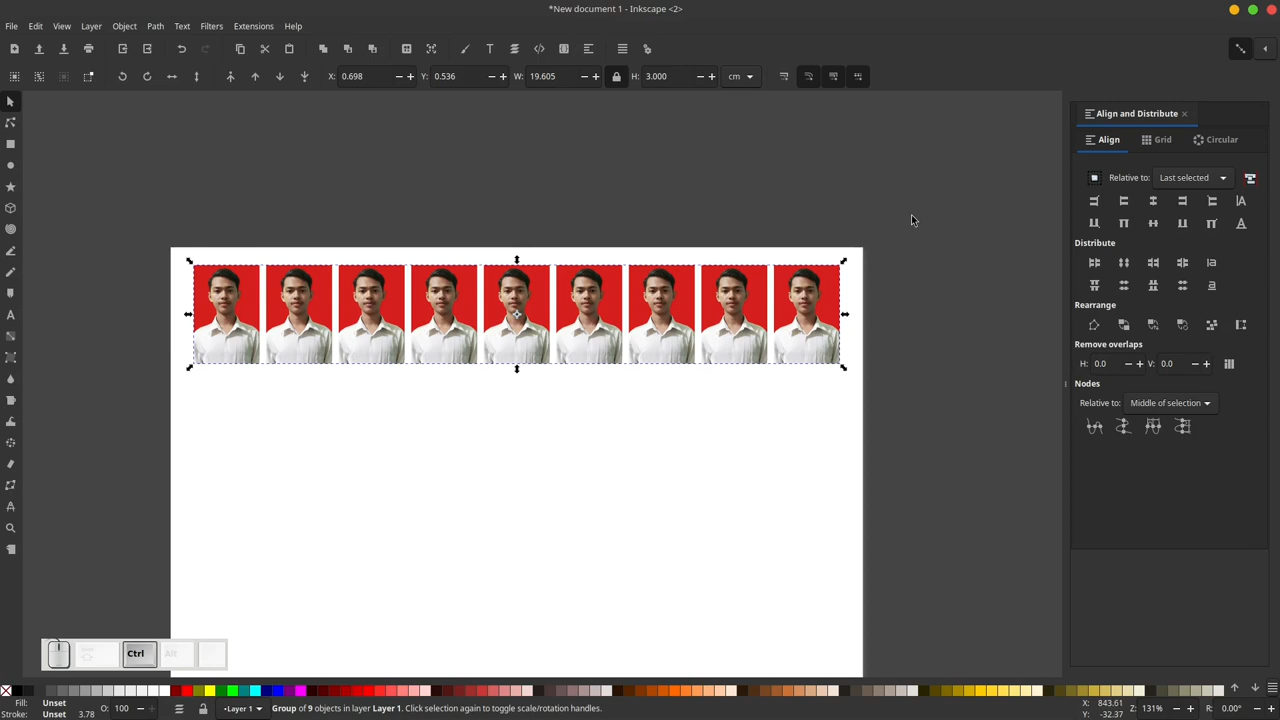 *New document 1 - Inkscape <2>
File Edit View Layer Object Path Text Filters Extensions Help
X: 0.698 Y: 0.536 W: 19.605 H: 3.000 cm
Align and Distribute
Align Grid Circular
Relative to: Last selected
Distribute
Rearrange
Remove overlaps
H: 0.0 V: 0.0
Nodes
Relative to: Middle of selection
Ctrl Alt
Fill: Unset
Stroke: Unset 3.78
O: 100
Layer 1
Group of 9 objects in layer Layer 1. Click selection again to toggle scale/rotation handles.
X: 843.61
Y: -32.37
Z: 131%
R: 0.00°